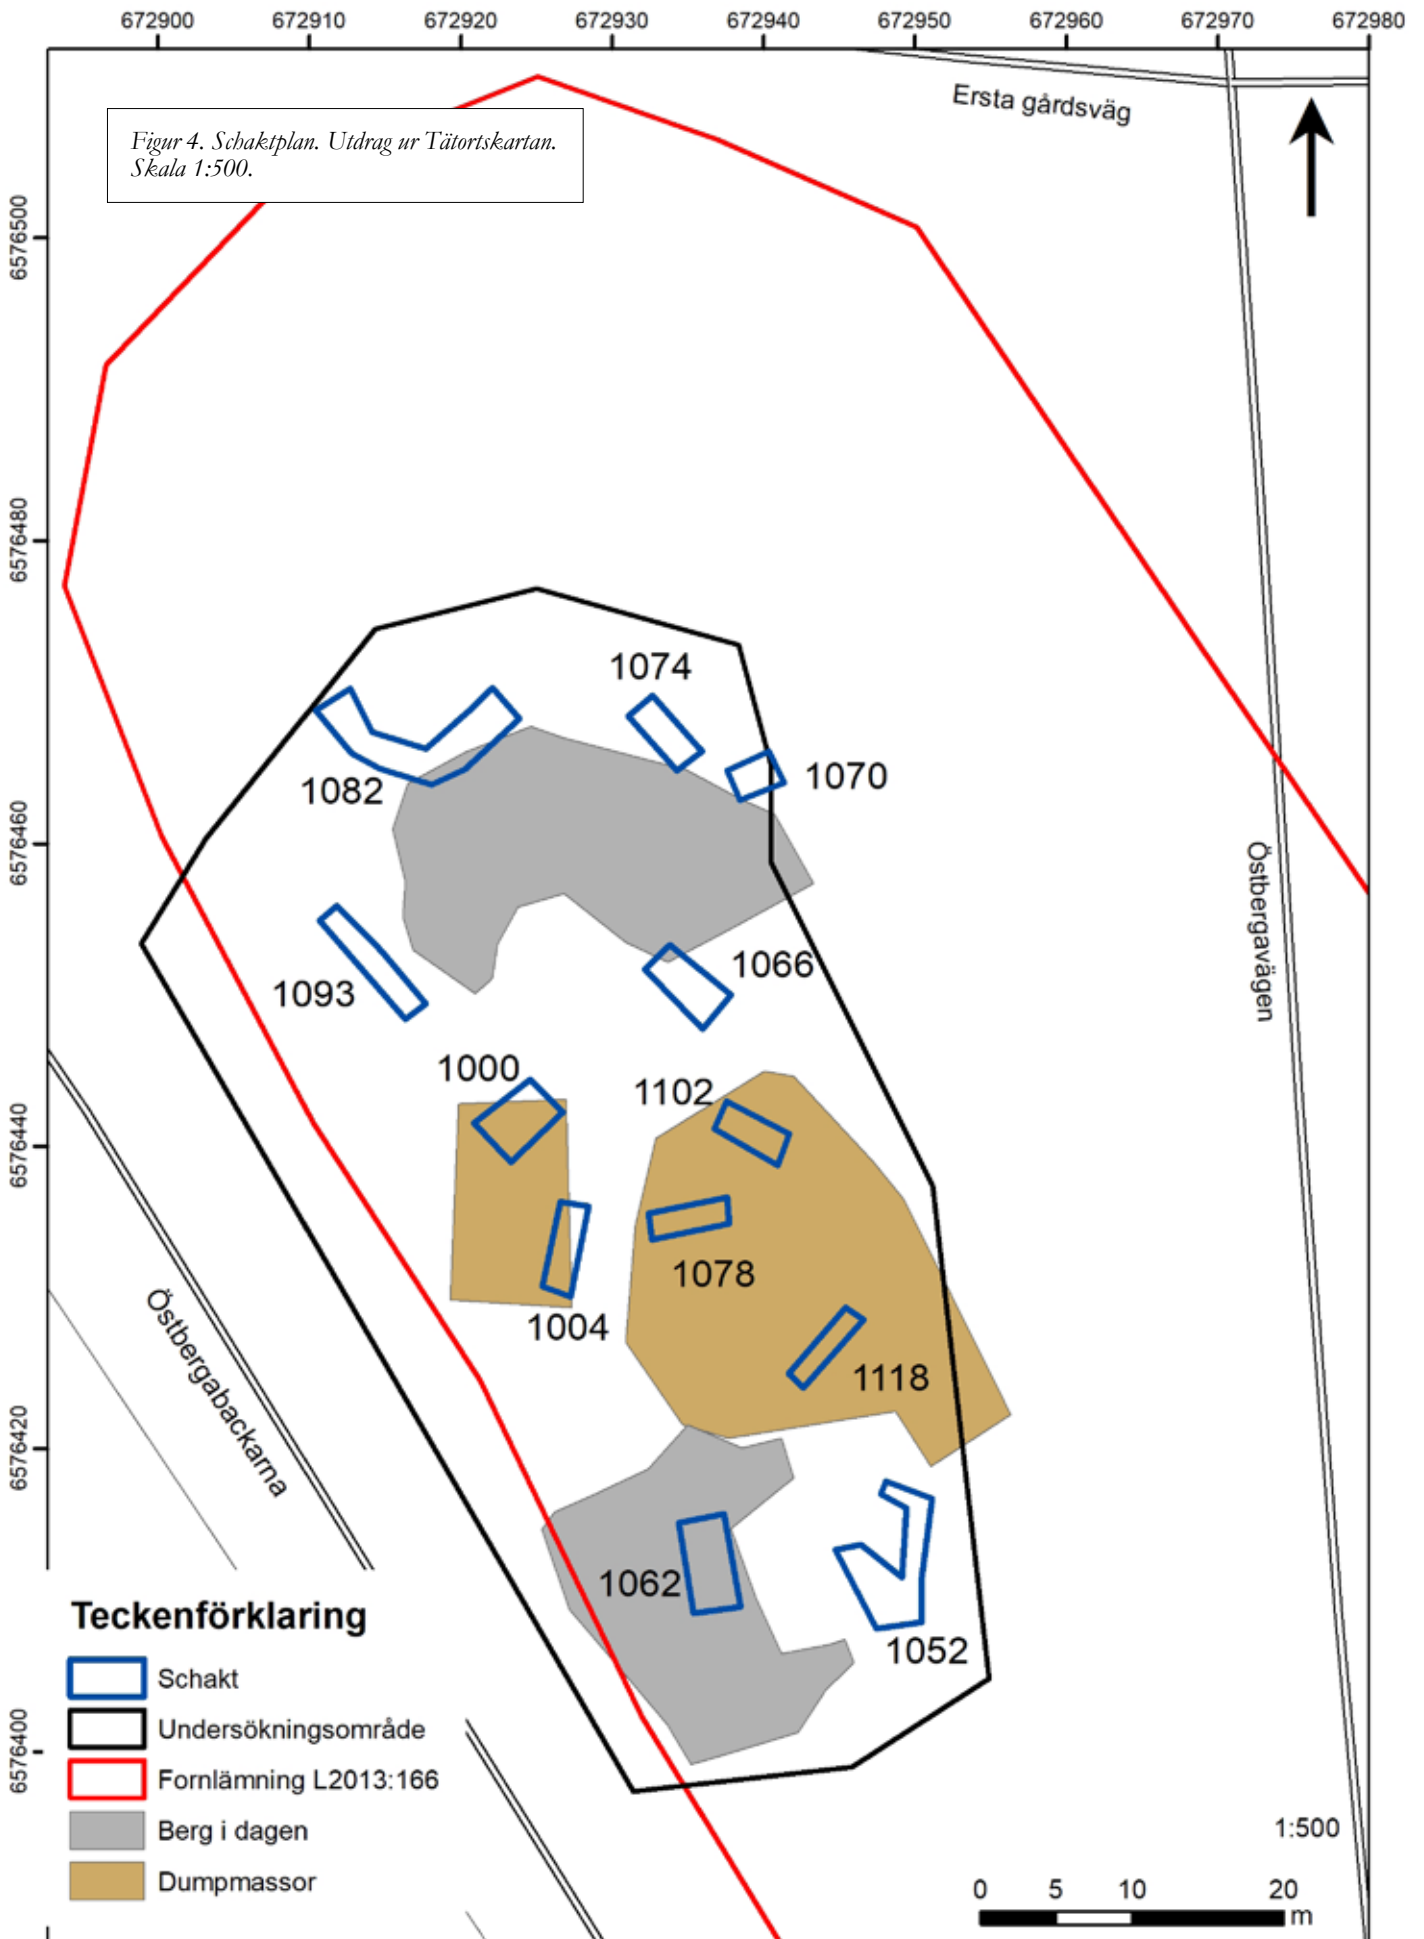 672900 672910 672920 672930 672940 672950 672960 672970 672980
Ersta gårdsväg
Figur 4. Schaktplan. Utdrag ur Tätortskartan.
Skala 1:500.
6576500
6576480
6576460
6576440
6576420
6576400
1074
1070
1082
1066
1093
1000
1102
1078
1004
1118
1062
1052
Östbergavägen
Östbergabackarna
Teckenförklaring
Schakt
Undersökningsområde
Fornlämning L2013:166
Berg i dagen
Dumpmassor
1:500
0 5 10 20
m